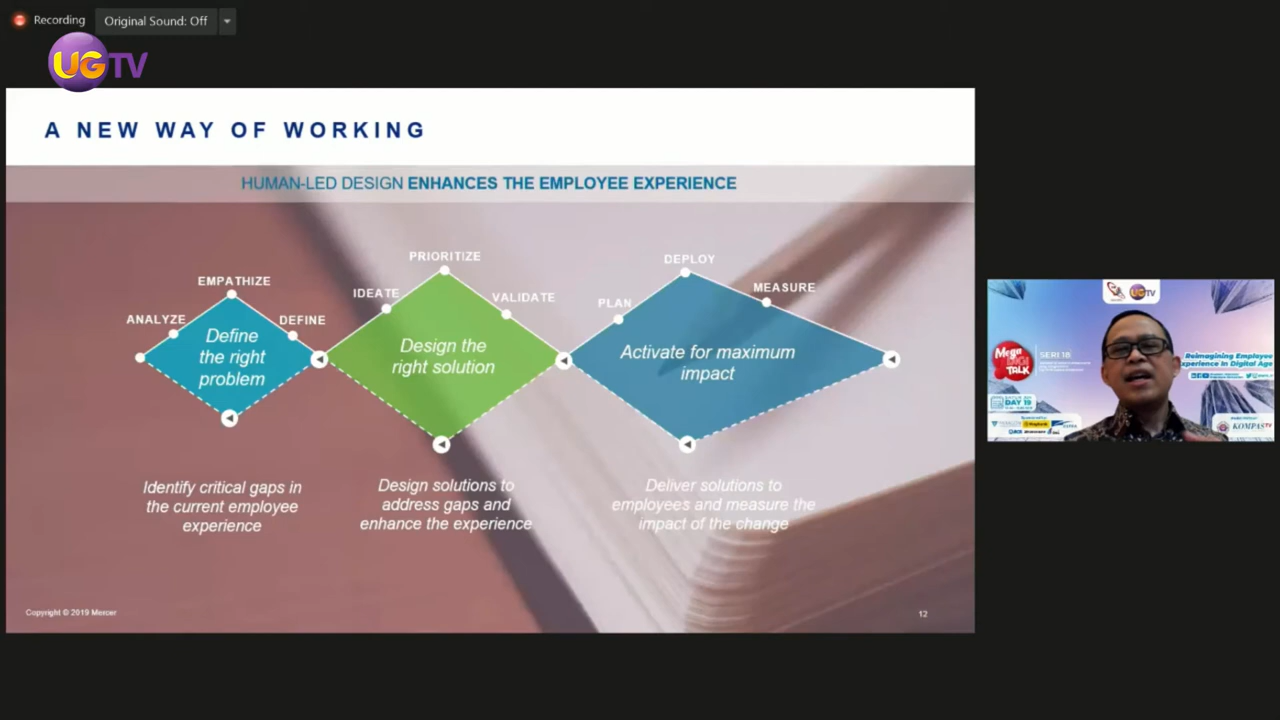 Recording
Original Sound: Off
UGTV
A NEW WAY OF WORKING
HUMAN-LED DESIGN ENHANCES THE EMPLOYEE EXPERIENCE
ANALYZE
EMPATHIZE
DEFINE
Define
the right
problem
IDEATE
PRIORITIZE
VALIDATE
Design the
right solution
PLAN
DEPLOY
MEASURE
Activate for maximum
impact
Identify critical gaps in
the current employee
experience
Design solutions to
address gaps and
enhance the experience
Deliver solutions to
employees and measure the
impact of the change
Copyright © 2019 Mercer
12
UGTV
Mega
TALK
SERI 18
DAY 19
Reimagining Employee
Experience In Digital Age
KOMPASTV